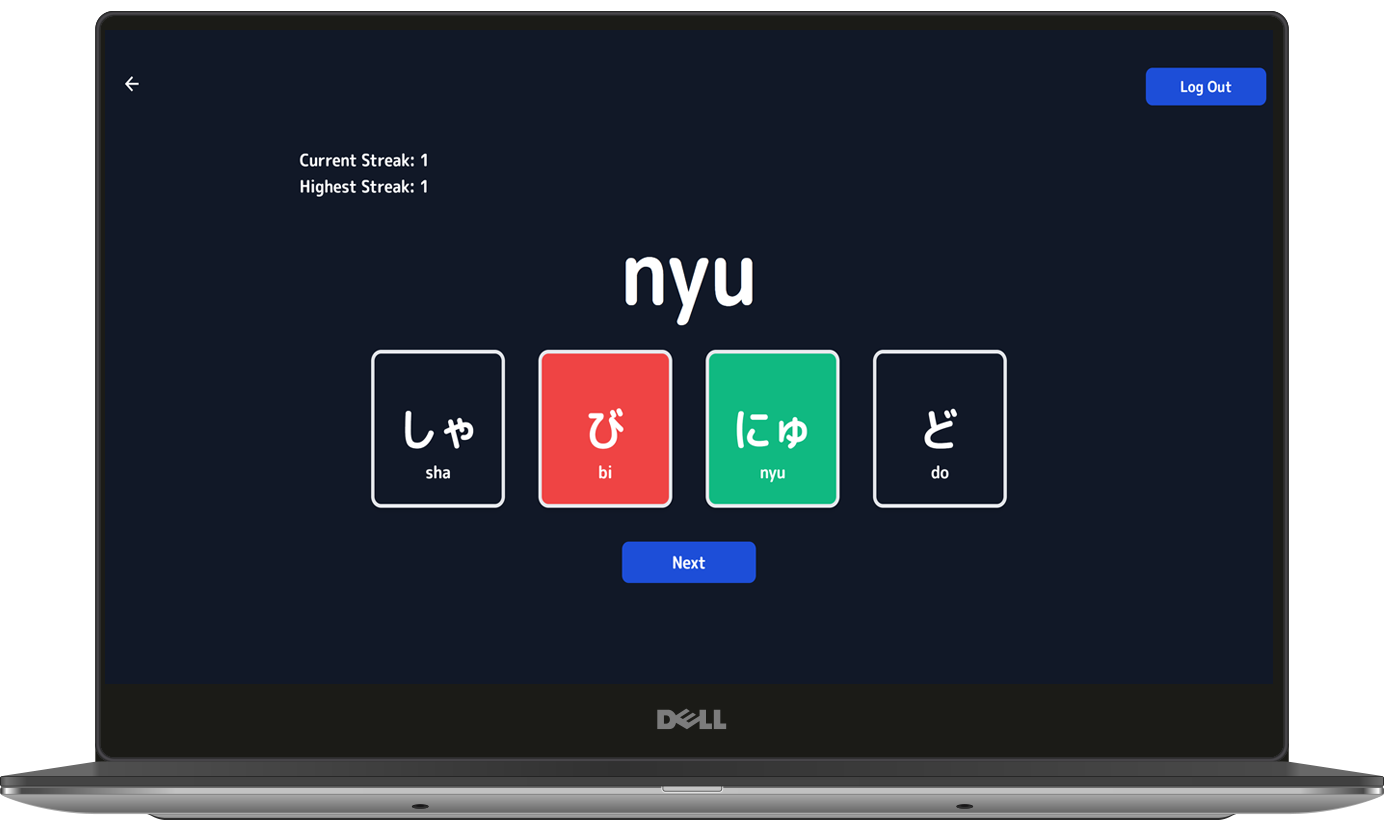 Log Out
Current Streak: 1
Highest Streak: 1
nyu
しゃ び にゅ ど
sha bi nyu do
Next
DELL